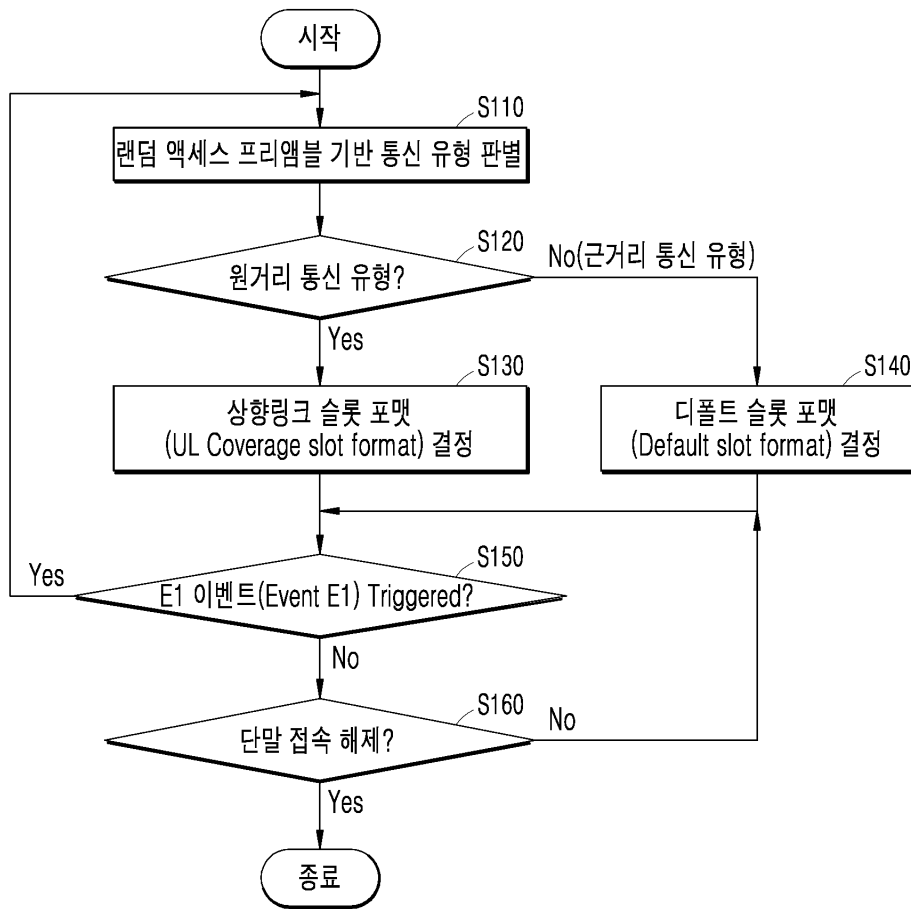 시작
S110
랜덤 액세스 프리앰블 기반 통신 유형 판별
S120
원거리 통신 유형?
No(근거리 통신 유형)
Yes
S130
상향링크 슬롯 포맷
(UL Coverage slot format) 결정
S140
디폴트 슬롯 포맷
(Default slot format) 결정
S150
E1 이벤트(Event E1) Triggered?
Yes
No
S160
단말 접속 해제?
No
Yes
종료